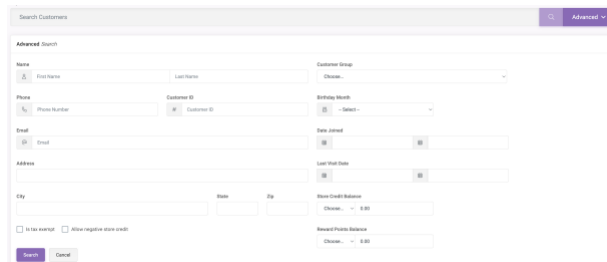 Search Customers Advanced
Advanced Search
Name
First Name Last Name
Customer Group
Choose...
Phone
Phone Number
Customer ID
# Customer ID
Birthday Month
-- Select --
Email
@ Email
Date Joined
Address
Last Visit Date
City
State
Zip
Store Credit Balance
Choose... 0.00
Is tax exempt Allow negative store credit
Reward Points Balance
Choose... 0.00
Search Cancel